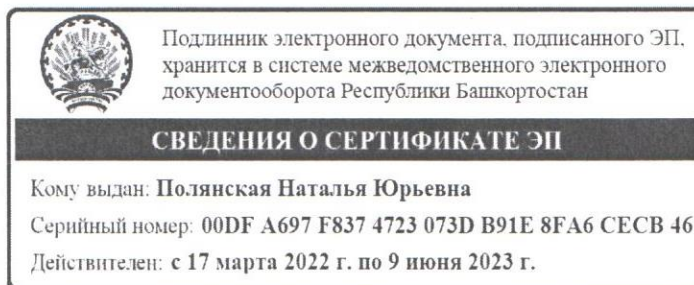 Подлинник электронного документа, подписанного ЭП,
хранится в системе межведомственного электронного
документооборота Республики Башкортостан
СВЕДЕНИЯ О СЕРТИФИКАТЕ ЭП
Кому выдан: Полянская Наталья Юрьевна
Серийный номер: 00DF A697 F837 4723 073D B91E 8FA6 CECB 46
Действителен: с 17 марта 2022 г. по 9 июня 2023 г.